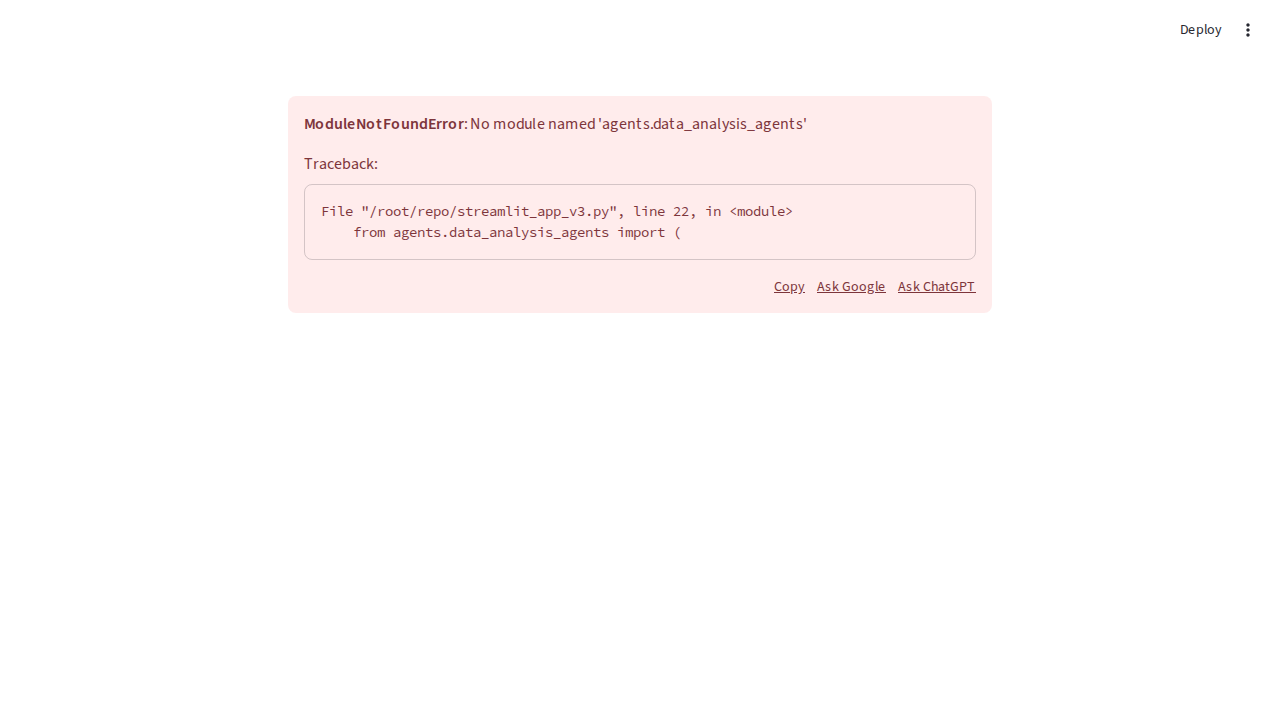 Deploy
ModuleNotFoundError: No module named 'agents.data_analysis_agents'
Traceback:
File "/root/repo/streamlit_app_v3.py", line 22, in <module>
    from agents.data_analysis_agents import (
Copy Ask Google Ask ChatGPT